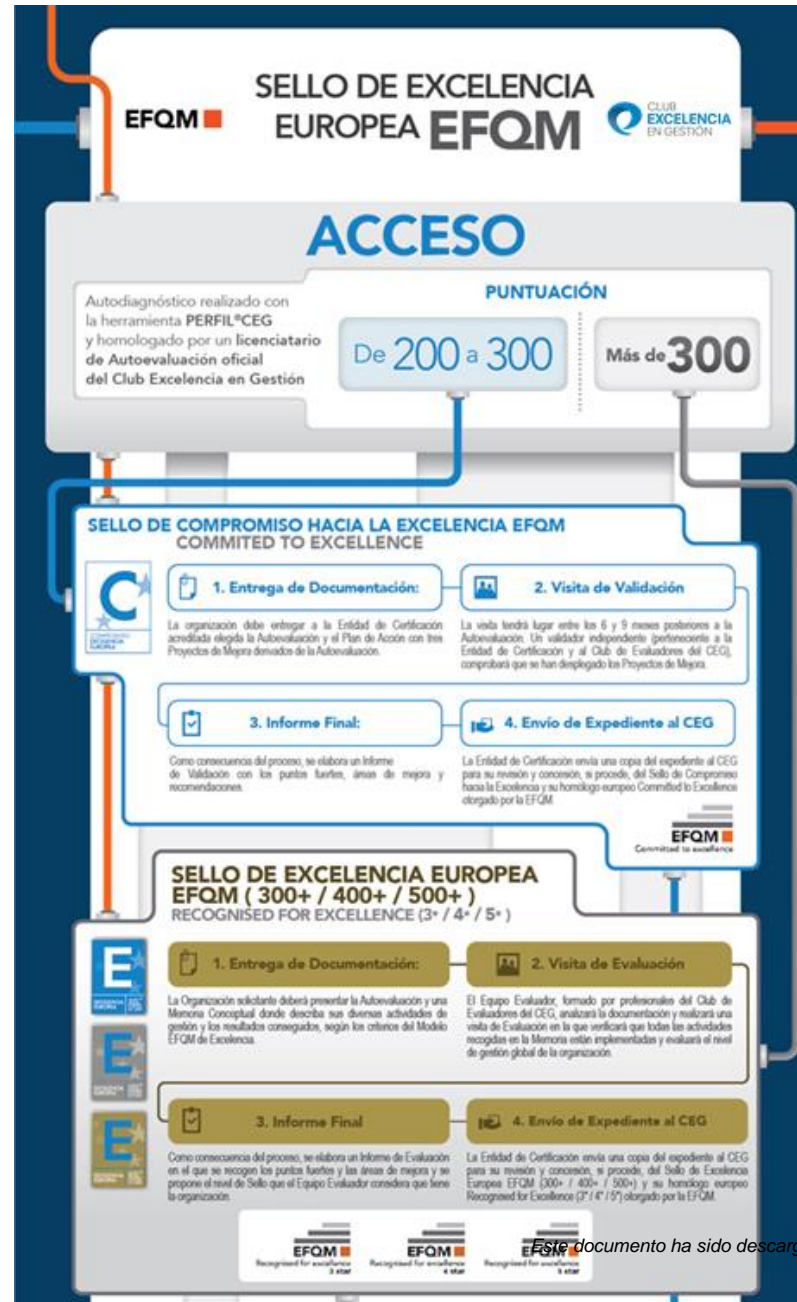 SELLO DE EXCELENCIA
EUROPEA EFQM
EFQM
CLUB
EXCELENCIA
EN GESTIÓN
ACCESO
Autodiagnóstico realizado con
la herramienta PERFIL®CEG
y homologado por un licenciatario
de Autoevaluación oficial
del Club Excelencia en Gestión
PUNTUACIÓN
De 200 a 300
Más de 300
SELLO DE COMPROMISO HACIA LA EXCELENCIA EFQM
COMMITED TO EXCELLENCE
C
COMPROMISO
EXCELENCIA
EUROPEA
1. Entrega de Documentación:
La organización debe entregar a la Entidad de Certificación
acreditada elegida la Autoevaluación y el Plan de Acción con tres
Proyectos de Mejora derivados de la Autoevaluación.
2. Visita de Validación
La visita tendrá lugar entre los 6 y 9 meses posteriores a la
Autoevaluación. Un validador independiente (perteneciente a la
Entidad de Certificación y al Club de Evaluadores del CEG),
comprobará que se han desplegado los Proyectos de Mejora.
3. Informe Final:
Como consecuencia del proceso, se elabora un Informe
de Validación con los puntos fuertes, áreas de mejora y
recomendaciones.
4. Envío de Expediente al CEG
La Entidad de Certificación envía una copia del expediente al CEG
para su revisión y concesión, si procede, del Sello de Compromiso
hacia la Excelencia y su homólogo europeo Committed to Excellence
otorgado por la EFQM.
EFQM
Committed to excellence
SELLO DE EXCELENCIA EUROPEA
EFQM ( 300+ / 400+ / 500+ )
RECOGNISED FOR EXCELLENCE (3* / 4* / 5* )
E
E
E
1. Entrega de Documentación:
La Organización solicitante deberá presentar la Autoevaluación y una
Memoria Conceptual donde describa sus diversas actividades de
gestión y los resultados conseguidos, según los criterios del Modelo
EFQM de Excelencia.
2. Visita de Evaluación
El Equipo Evaluador, formado por profesionales del Club de
Evaluadores del CEG, analizará la documentación y realizará una
visita de Evaluación en la que verificará que todas las actividades
recogidas en la Memoria están implementadas y evaluará el nivel
de gestión global de la organización.
3. Informe Final
Como consecuencia del proceso, se elabora un Informe de Evaluación
en el que se recogen los puntos fuertes y las áreas de mejora y se
propone el nivel de Sello que el Equipo Evaluador considera que tiene
la organización.
4. Envío de Expediente al CEG
La Entidad de Certificación envía una copia del expediente al CEG
para su revisión y concesión, si procede, del Sello de Excelencia
Europea EFQM (300+ / 400+ / 500+) y su homólogo europeo
Recognised for Excellence (3* / 4* / 5*) otorgado por la EFQM.
EFQM
Recognised for excellence
3 star
EFQM
Recognised for excellence
4 star
EFQM
Recognised for excellence
5 star
Este documento ha sido descarg